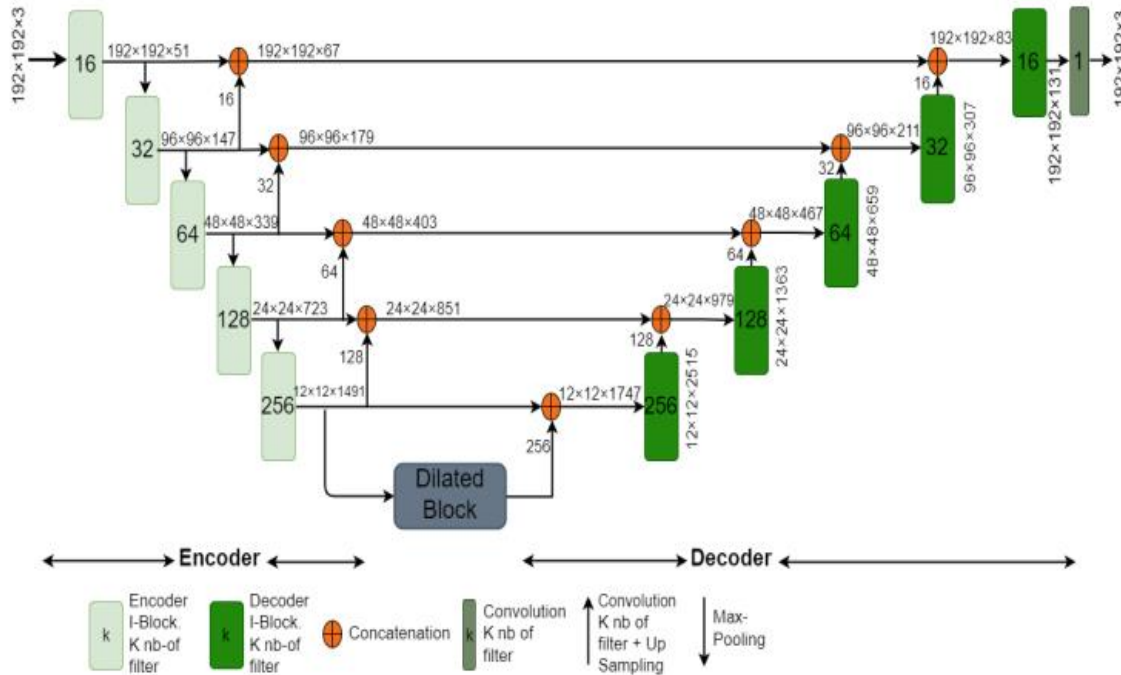 192×192×3
16
192×192×51
192×192×67
192×192×83
16
192×192×131
1
192×192×3
16
16
32
96×96×147
96×96×179
96×96×211
32
96×96×307
32
32
64
48×48×339
48×48×403
48×48×467
64
48×48×659
64
64
128
24×24×723
24×24×851
24×24×979
128
24×24×1363
128
128
256
12×12×1491
12×12×1747
256
12×12×2515
256
Dilated
Block
Encoder
Decoder
k
Encoder
I-Block.
K nb-of
filter
k
Decoder
I-Block.
K nb-of
filter
Concatenation
k
Convolution
K nb of
filter
Convolution
K nb of
filter + Up
Sampling
Max-
Pooling